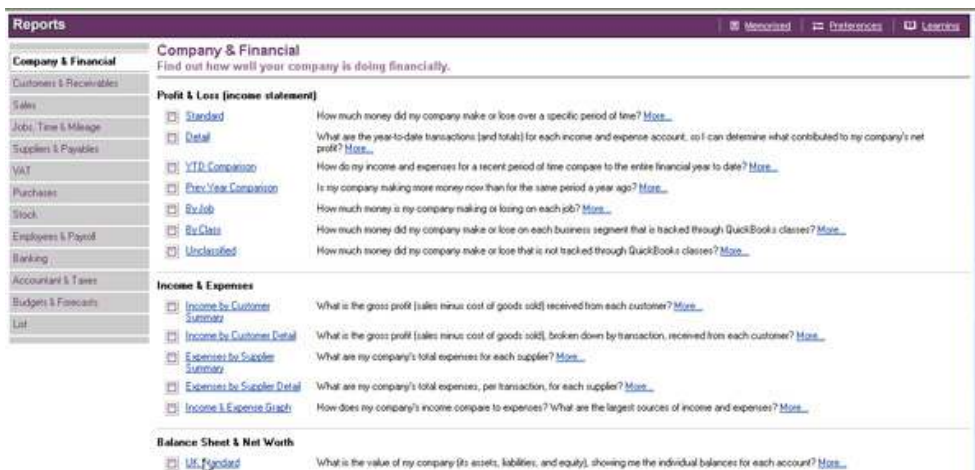 Reports
Memorised Preferences Learning
Company & Financial
Customers & Receivables
Sales
Jobs, Time & Mileage
Suppliers & Payables
VAT
Purchases
Stock
Employees & Payroll
Banking
Accountant & Taxes
Budgets & Forecasts
List
Company & Financial
Find out how well your company is doing financially.
Profit & Loss (income statement)
Standard How much money did my company make or lose over a specific period of time? More...
Detail What are the year-to-date transactions (and totals) for each income and expense account, so I can determine what contributed to my company's net
profit? More...
YTD Comparison How do my income and expenses for a recent period of time compare to the entire financial year to date? More...
Prev Year Comparison Is my company making more money now than for the same period a year ago? More...
By Job How much money is my company making or losing on each job? More...
By Class How much money did my company make or lose on each business segment that is tracked through QuickBooks classes? More...
Unclassified How much money did my company make or lose that is not tracked through QuickBooks classes? More...
Income & Expenses
Income by Customer What is the gross profit (sales minus cost of goods sold) received from each customer? More...
Summary
Income by Customer Detail What is the gross profit (sales minus cost of goods sold), broken down by transaction, received from each customer? More...
Expenses by Supplier What are my company's total expenses for each supplier? More...
Summary
Expenses by Supplier Detail What are my company's total expenses, per transaction, for each supplier? More...
Income & Expense Graph How does my company's income compare to expenses? What are the largest sources of income and expenses? More...
Balance Sheet & Net Worth
UK Standard What is the value of my company (its assets, liabilities, and equity), showing me the individual balances for each account? More...